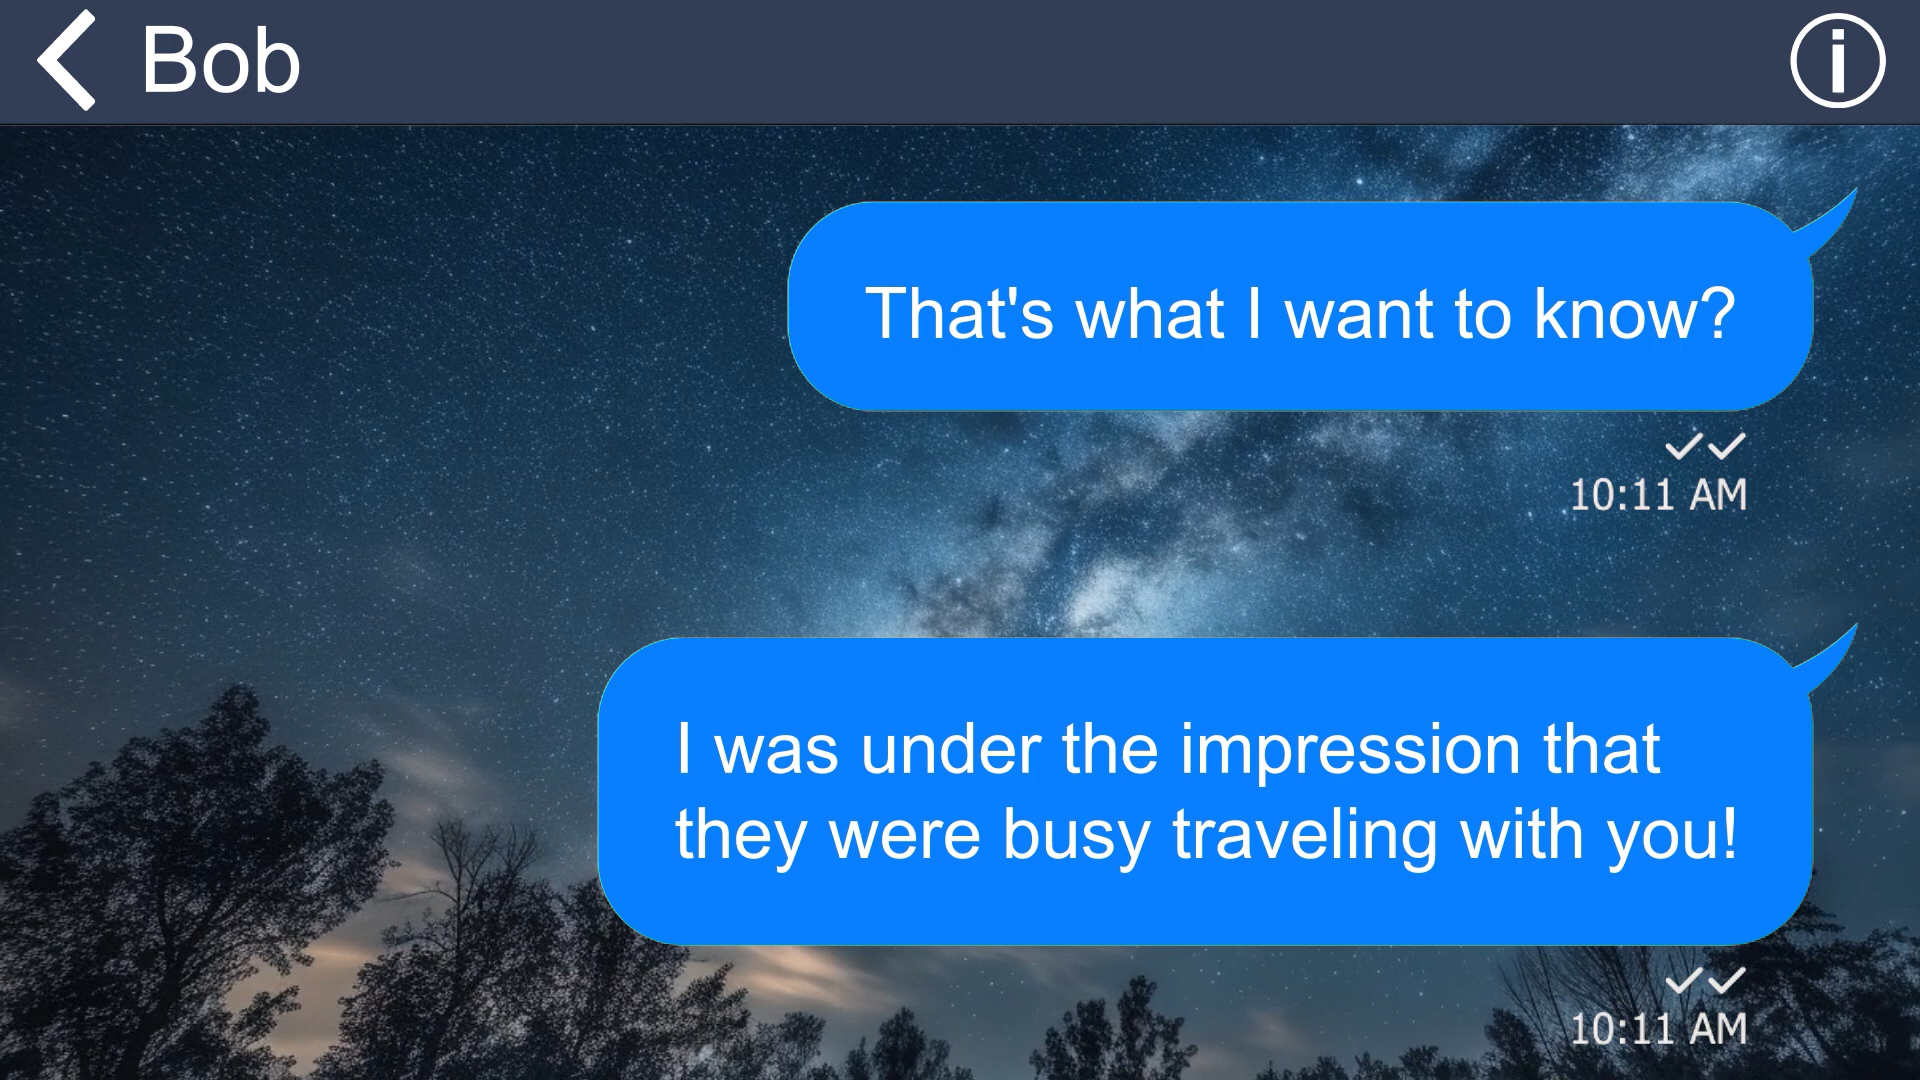 Bob
That's what I want to know?
10:11 AM
I was under the impression that
they were busy traveling with you!
10:11 AM